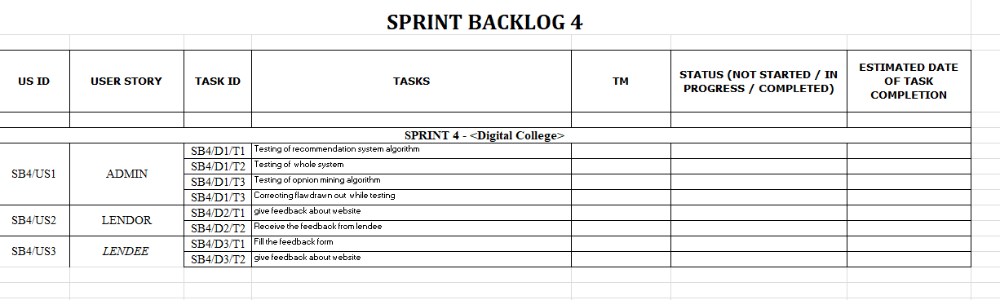 SPRINT BACKLOG 4
US ID USER STORY TASK ID TASKS TM STATUS (NOT STARTED / IN PROGRESS / COMPLETED) ESTIMATED DATE OF TASK COMPLETION
SPRINT 4 - <Digital College>
SB4/US1 ADMIN SB4/D1/T1 Testing of recommendation system algorithm
SB4/D1/T2 Testing of whole system
SB4/D1/T3 Testing of opnion mining algorithm
SB4/D1/T3 Correcting flawdrawn out while testing
SB4/US2 LENDOR SB4/D2/T1 give feedback about website
SB4/D2/T2 Receive the feedback from lendee
SB4/US3 LENDEE SB4/D3/T1 Fill the feedback form
SB4/D3/T2 give feedback about website